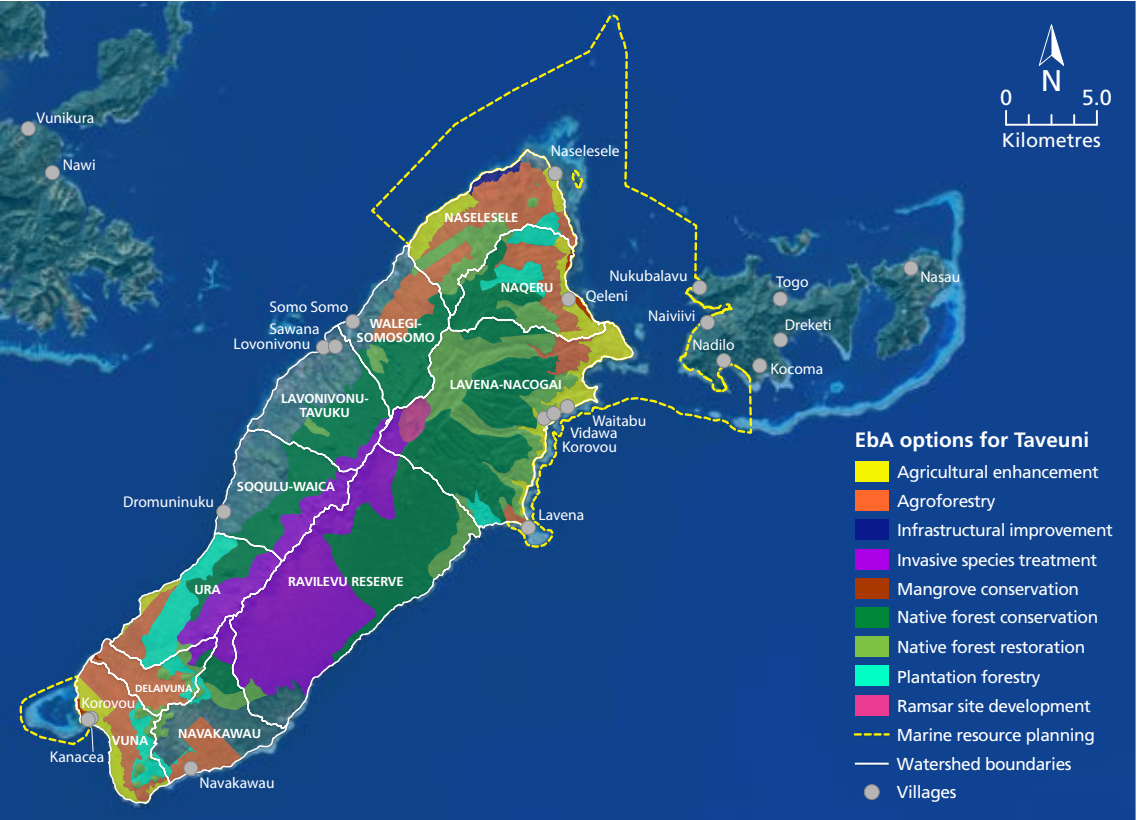 Vunikura
Nawi
N
0 5.0
Kilometres
Naselesele
NASELESELE
NAQERU
Qeleni
Nukubalavu
Togo
Nasau
Naiviivi
Dreketi
Nadilo
Kocoma
Somo Somo
Sawana
Lovonivonu
WALEGI-
SOMOSOMO
LAVENA-NACOGAI
LAVONIVONU-
TAVUKU
Waitabu
Vidawa
Korovou
SOQULU-WAICA
Dromuninuku
Lavena
URA
RAVILEVU RESERVE
DELAIVUNA
Korovou
VUNA
NAVAKAWAU
Kanacea
Navakawau
EbA options for Taveuni
Agricultural enhancement
Agroforestry
Infrastructural improvement
Invasive species treatment
Mangrove conservation
Native forest conservation
Native forest restoration
Plantation forestry
Ramsar site development
Marine resource planning
Watershed boundaries
Villages